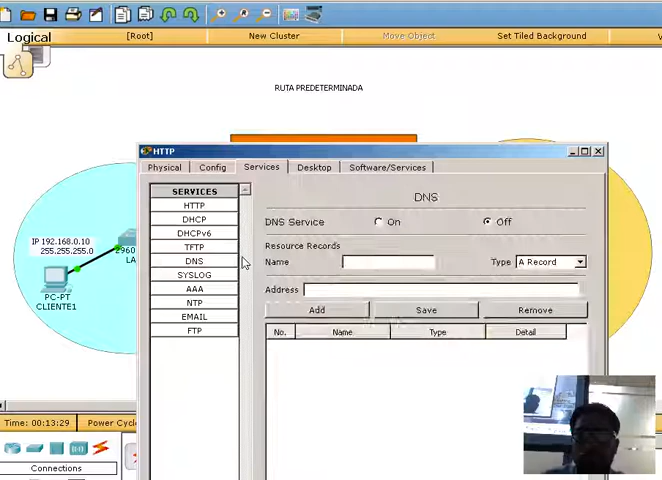 Logical
[Root]
New Cluster
Move Object
Set Tiled Background
RUTA PREDETERMINADA
HTTP
Physical
Config
Services
Desktop
Software/Services
SERVICES
HTTP
DHCP
DHCPv6
TFTP
DNS
SYSLOG
AAA
NTP
EMAIL
FTP
DNS
DNS Service
On
Off
Resource Records
Name
Type
A Record
Address
Add
Save
Remove
No.
Name
Type
Detail
IP 192.168.0.10
255.255.255.0
2960
LA
PC-PT
CLIENTE1
Time: 00:13:29
Power Cycl
Connections